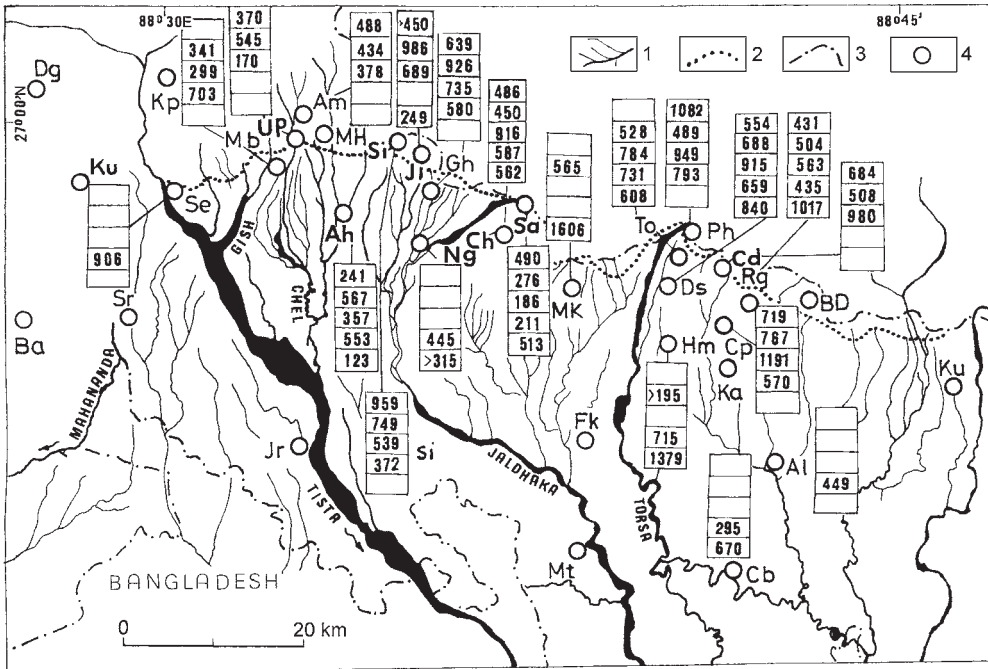 88°30'E
88°45'
27°00'N
1
2
3
4
Dg
Kp
341
299
703
370
545
170
488
434
378
>450
986
689
249
639
926
735
580
486
450
916
587
562
565
1606
528
784
731
608
1082
489
949
793
554
688
915
659
840
431
504
563
435
1017
684
508
980
Am
UP
MH
Mb
Si
Ji
Gh
Ku
Se
906
Sr
Ba
GISH
Ah
CHEL
Ng
Ch
Sa
MK
To
Ph
Ds
Cd
Rg
BD
Hm
Cp
Ka
Ku
241
567
357
553
123
445
>315
490
276
186
211
513
719
767
1191
570
>195
715
1379
959
749
539
372
Si
449
295
670
MAHANANDA
Jr
TISTA
JALDHAKA
Fk
TORSA
Al
Mt
Cb
BANGLADESH
0 20 km